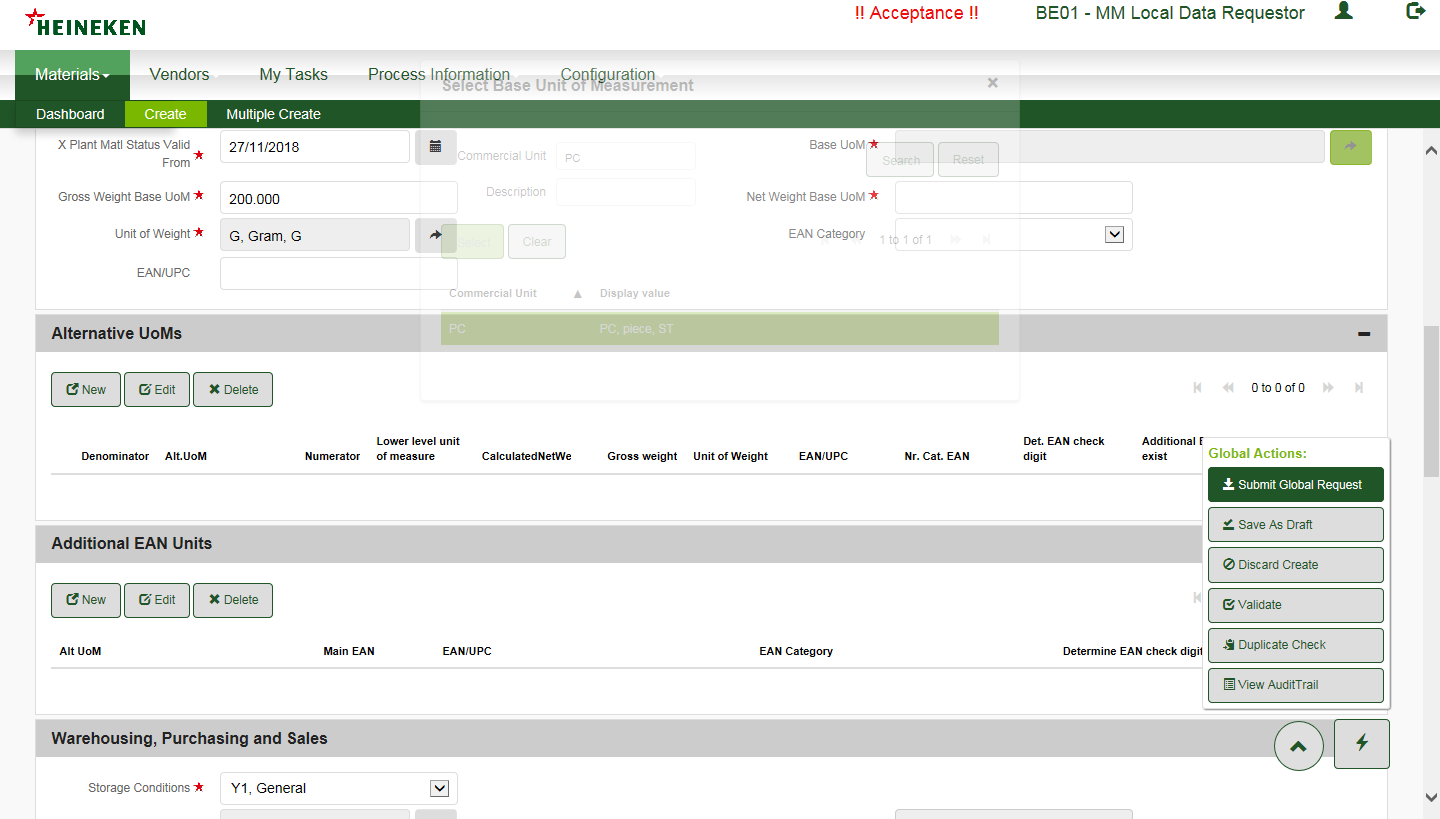 HEINEKEN
!! Acceptance !!
BE01 - MM Local Data Requestor
Materials
Vendors
My Tasks
Process Information
Configuration
Select Base Unit of Measurement
Dashboard
Create
Multiple Create
X Plant Matl Status Valid
From
27/11/2018
Commercial Unit
PC
Search
Reset
Base UoM
Description
Gross Weight Base UoM
200.000
Net Weight Base UoM
Unit of Weight
G, Gram, G
Clear
1 to 1 of 1
EAN Category
EAN/UPC
Commercial Unit
Display value
PC
PC, piece, ST
Alternative UoMs
New
Edit
Delete
0 to 0 of 0
Denominator
Alt.UoM
Numerator
Lower level unit
of measure
CalculatedNetWe
Gross weight
Unit of Weight
EAN/UPC
Nr. Cat. EAN
Det. EAN check
digit
Additional
exist
Global Actions:
Submit Global Request
Save As Draft
Discard Create
Validate
Duplicate Check
View AuditTrail
Additional EAN Units
New
Edit
Delete
Alt UoM
Main EAN
EAN/UPC
EAN Category
Determine EAN check digit
Warehousing, Purchasing and Sales
Storage Conditions
Y1, General